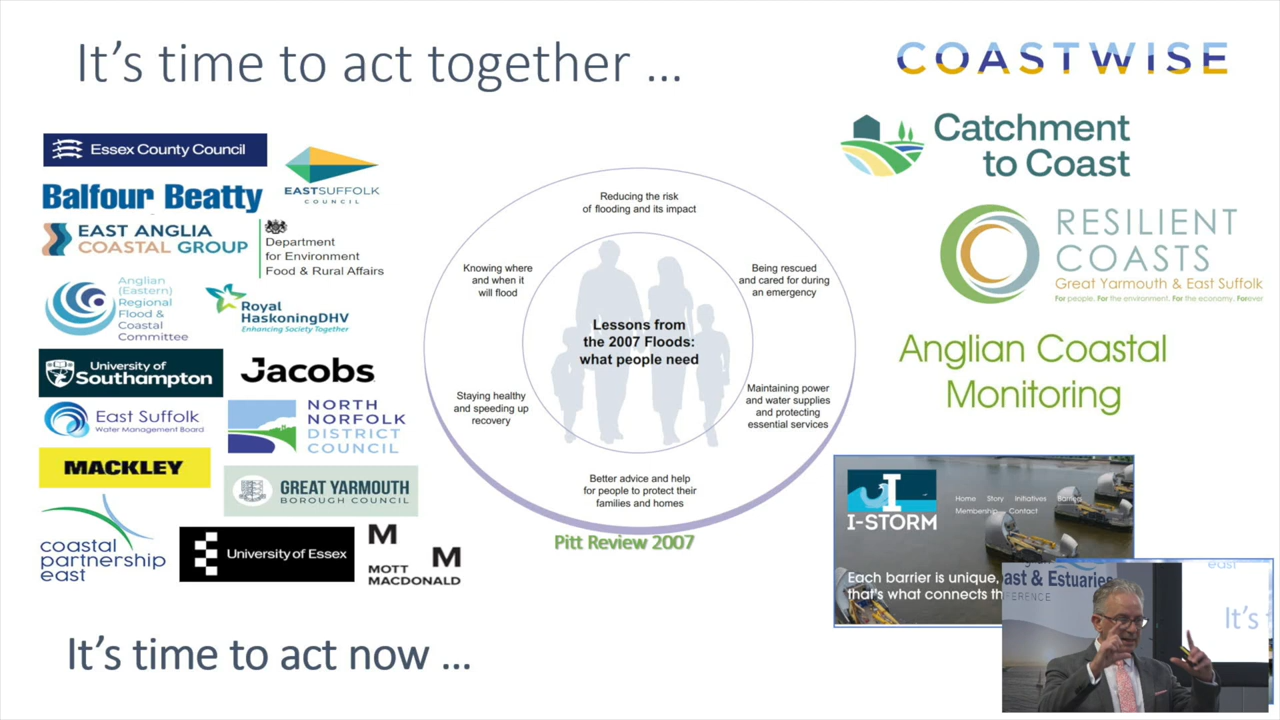 It's time to act together ...
COASTWISE
Essex County Council
EASTSUFFOLK
COUNCIL
Balfour Beatty
EAST ANGLIA
COASTAL GROUP
Department
for Environment
Food & Rural Affairs
Anglian
(Eastern)
Regional
Flood &
Coastal
Committee
Royal
HaskoningDHV
Enhancing Society Together
University of
Southampton
Jacobs
East Suffolk
Water Management Board
NORTH
NORFOLK
DISTRICT
COUNCIL
MACKLEY
GREAT YARMOUTH
BOROUGH COUNCIL
coastal
partnership
east
University of Essex
M
M
MOTT
MACDONALD
Reducing the risk
of flooding and its impact
Knowing where
and when it
will flood
Being rescued
and cared for during
an emergency
Lessons from
the 2007 Floods:
what people need
Staying healthy
and speeding up
recovery
Maintaining power
and water supplies
and protecting
essential services
Better advice and help
for people to protect their
families and homes
Pitt Review 2007
Catchment
to Coast
RESILIENT
COASTS
Great Yarmouth & East Suffolk
For people. For the environment. For the economy. Forever
Anglian Coastal
Monitoring
I-STORM
Home Story Initiatives Barriers
Membership Contact
Each barrier is unique,
that's what connects th
ast & Estuaries
FERENCE
east
It's
It's time to act now ...